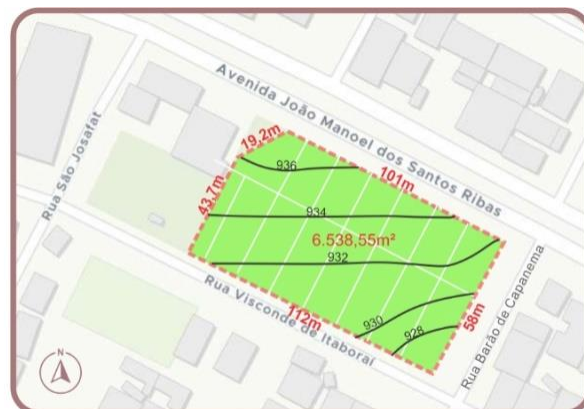 Avenida João Manoel dos Santos Ribas
Rua São Josafat
19,2m
936
101m
43,7m
934
6.538,55m²
932
Rua Barão de Capanema
Rua Visconde de Itaboraí
112m
930
928
58m
N